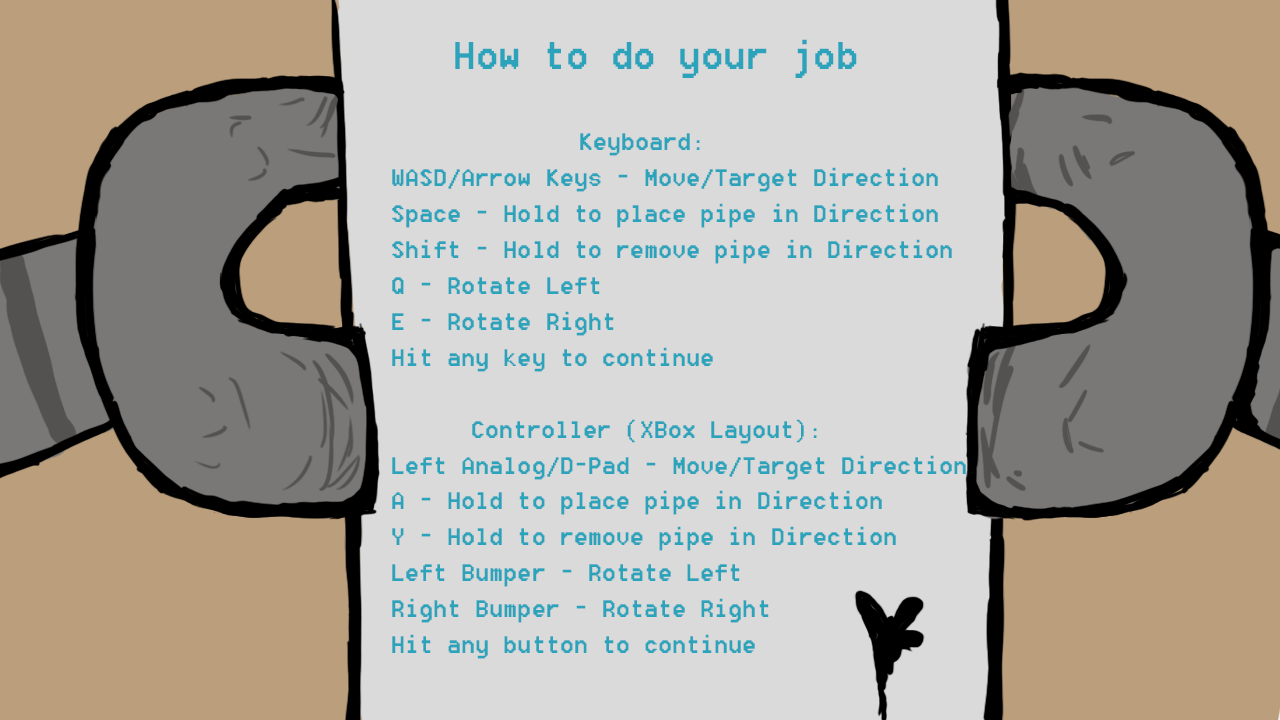 How to do your job
Keyboard:
WASD/Arrow Keys - Move/Target Direction
Space - Hold to place pipe in Direction
Shift - Hold to remove pipe in Direction
Q - Rotate Left
E - Rotate Right
Hit any key to continue
Controller (XBox Layout):
Left Analog/D-Pad - Move/Target Direction
A - Hold to place pipe in Direction
Y - Hold to remove pipe in Direction
Left Bumper - Rotate Left
Right Bumper - Rotate Right
Hit any button to continue